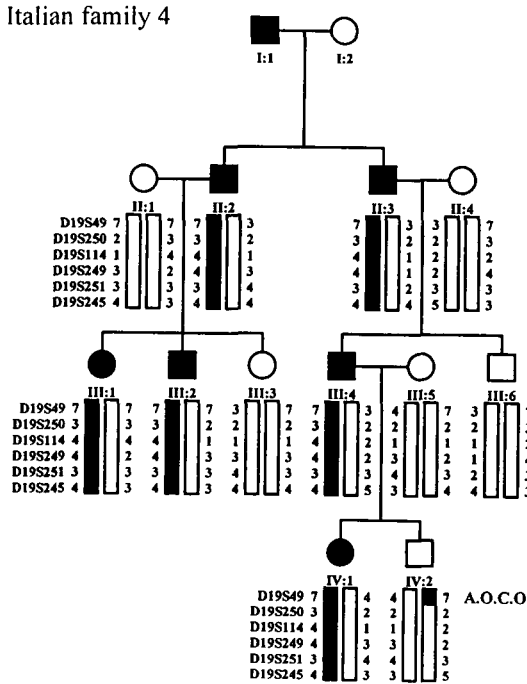 Italian family 4
I:1 I:2
II:1 II:2 II:3 II:4
D19S49 7 7 7 3 7 3 3
D19S250 2 3 3 2 3 2 2 3
D19S114 1 4 4 1 4 1 2 2
D19S249 3 2 4 3 4 1 2 1
D19S251 3 3 3 4 3 2 3 4
D19S245 4 3 4 4 4 4 5 3
III:1 III:2 III:3 III:4 III:5 III:6
D19S49 7 7 7 7 3 7 7 3 4 7 3
D19S250 3 3 3 2 2 2 3 2 2 3 2
D19S114 4 4 4 1 1 1 4 2 1 1 1
D19S249 4 2 4 3 3 3 4 2 3 2 1
D19S251 3 3 3 3 4 3 3 3 4 4 2
D19S245 4 3 4 3 4 4 4 5 3 4 4
IV:1 IV:2
D19S49 7 4 4 7 A.O.C.O
D19S250 3 2 2 2
D19S114 4 1 1 2
D19S249 4 3 3 2
D19S251 3 4 4 3
D19S245 4 3 3 5